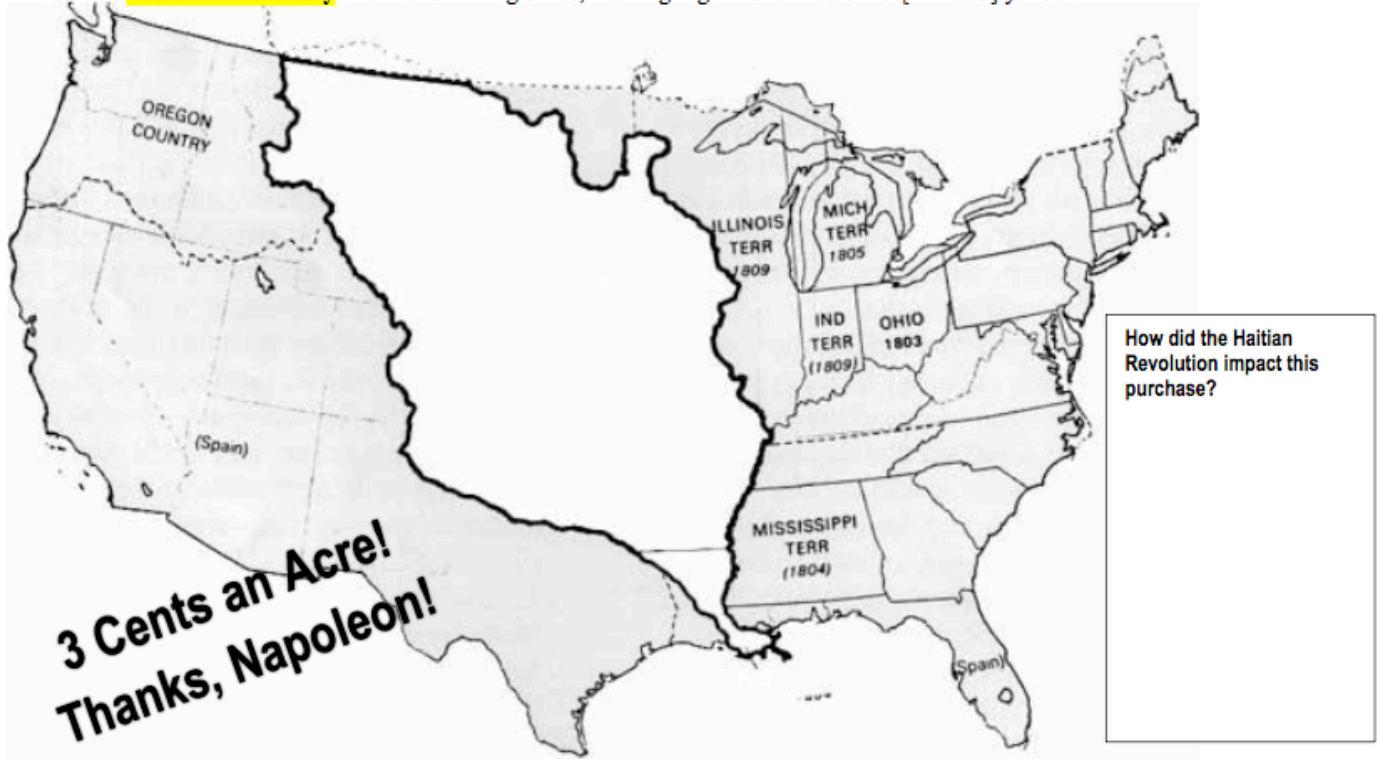 OREGON
COUNTRY
ILLINOIS
TERR
1809
MICH
TERR
1805
IND
TERR
(1809)
OHIO
1803
How did the Haitian
Revolution impact this
purchase?
(Spain)
MISSISSIPPI
TERR
(1804)
3 Cents an Acre!
Thanks, Napoleon!
(Spain)